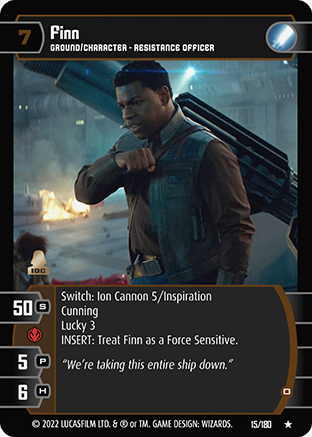 7
Finn
GROUND/CHARACTER - RESISTANCE OFFICER
IOC
50 S
Switch: Ion Cannon 5/Inspiration
Cunning
Lucky 3
INSERT: Treat Finn as a Force Sensitive.
5 P
“We're taking this entire ship down.”
6 H
O
© 2022 LUCASFILM LTD. & ® or TM. GAME DESIGN: WIZARDS.
15/180